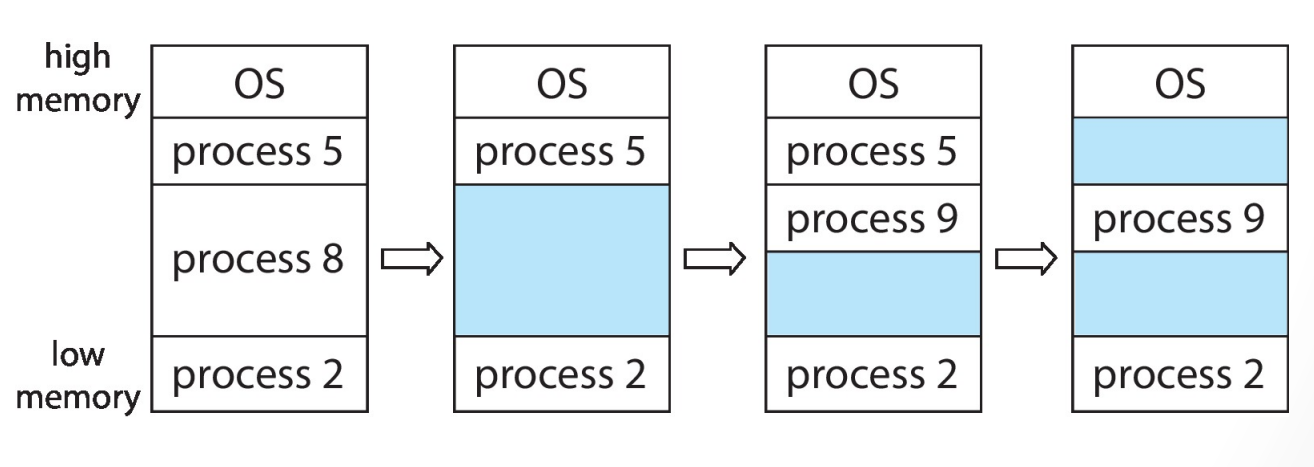 high
memory
OS
process 5
process 8
process 2
low
memory
OS
process 5
process 2
OS
process 5
process 9
process 2
OS
process 9
process 2